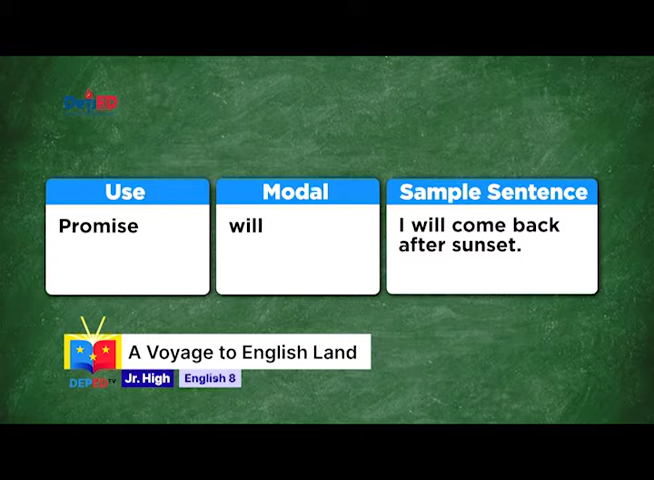 DepED
Use
Modal
Sample Sentence
Promise
will
I will come back
after sunset.
A Voyage to English Land
DEPED TV
Jr. High
English 8